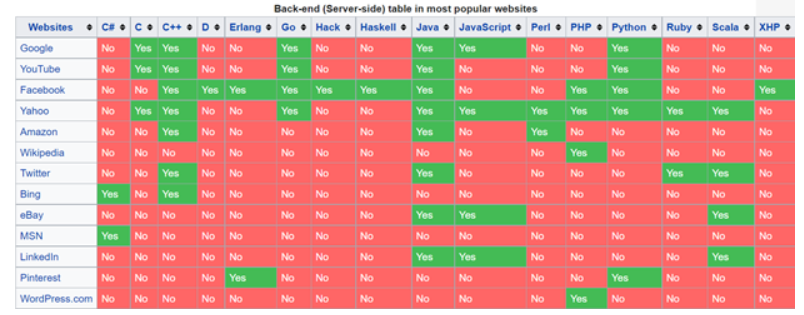 Back-end (Server-side) table in most popular websites
Websites C# C C++ D Erlang Go Hack Haskell Java JavaScript Perl PHP Python Ruby Scala XHP
Google No Yes Yes No No Yes No No Yes Yes No No Yes No No No
YouTube No Yes Yes No No Yes No No Yes No No No Yes No No No
Facebook No No Yes Yes Yes Yes Yes Yes Yes No No Yes Yes No No Yes
Yahoo No Yes Yes No No Yes No No Yes Yes Yes Yes Yes Yes Yes No
Amazon No No Yes No No No No No Yes No Yes No No No No No
Wikipedia No No No No No No No No No No No Yes No No No No
Twitter No No Yes No No No No No Yes No No No No Yes Yes No
Bing Yes No Yes No No No No No No No No No No No No No
eBay No No No No No No No No Yes Yes No No No No Yes No
MSN Yes No No No No No No No No No No No No No No No
LinkedIn No No No No No No No No Yes Yes No No No No Yes No
Pinterest No No No No Yes No No No No No No No Yes No No No
WordPress.com No No No No No No No No No No No Yes No No No No